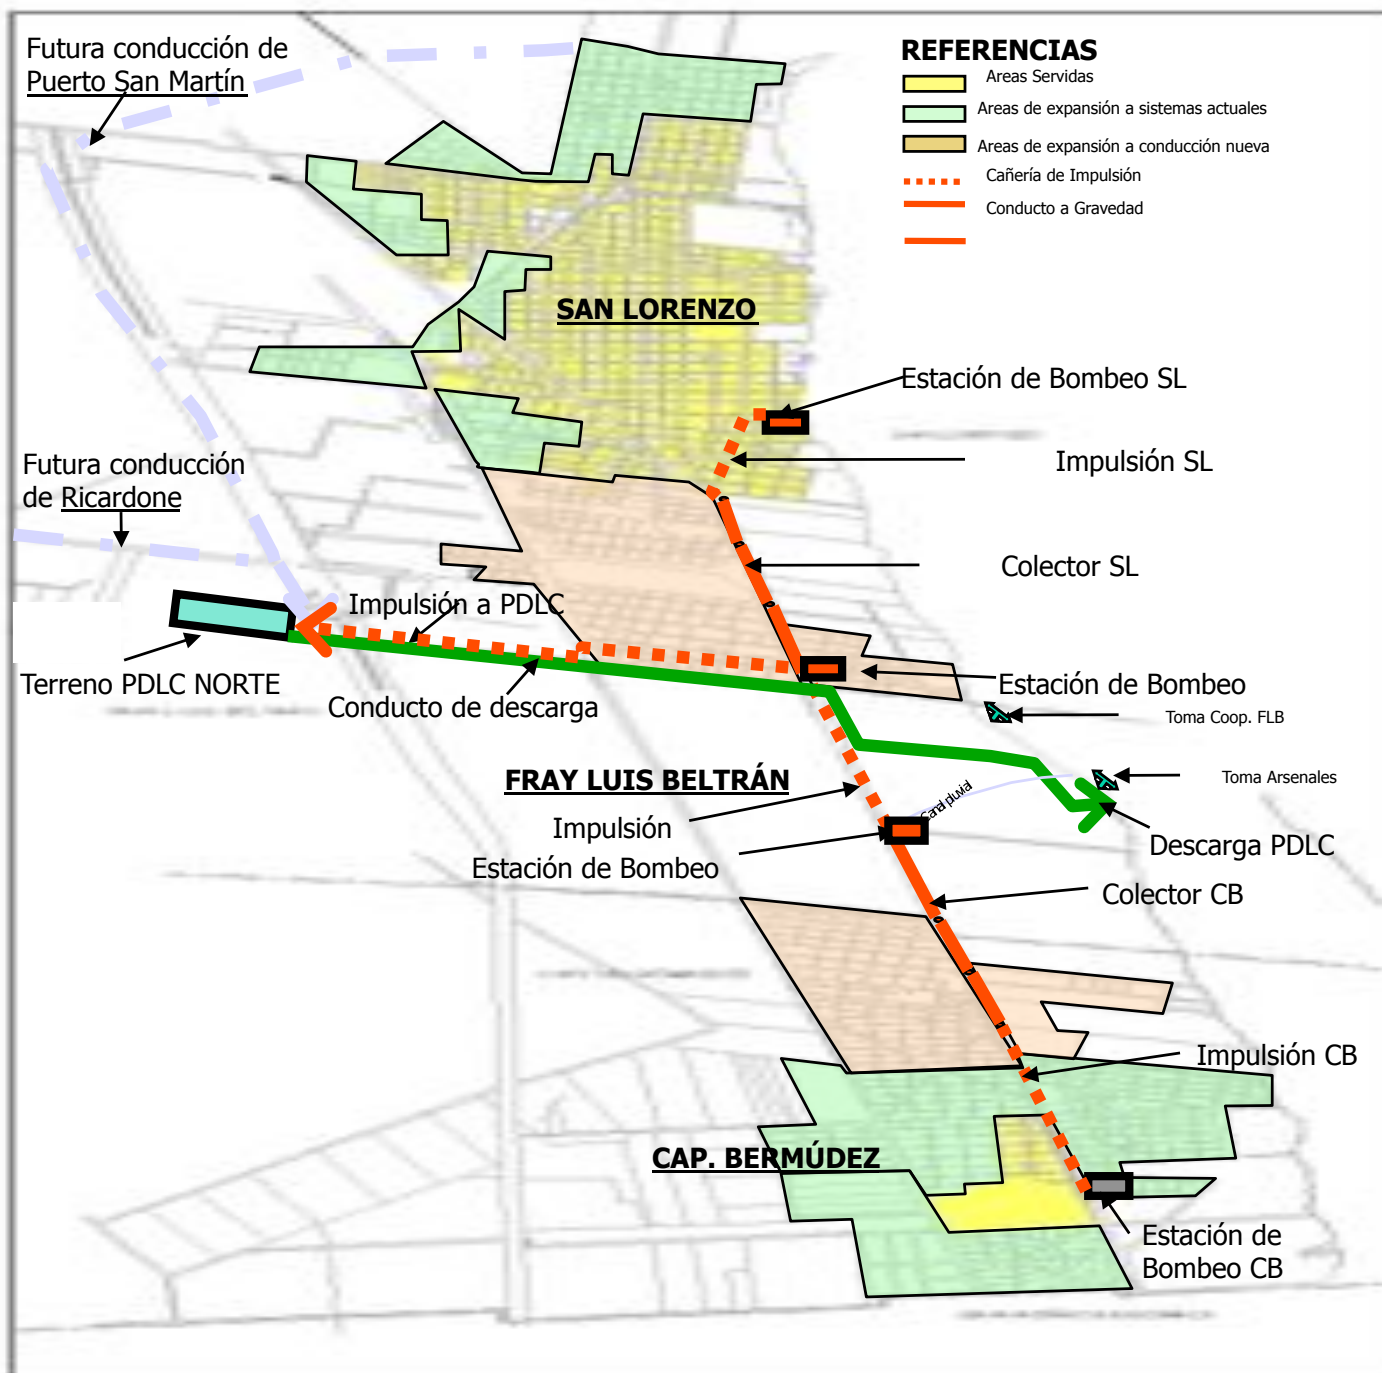 Futura conducción de
Puerto San Martín
REFERENCIAS
Areas Servidas
Areas de expansión a sistemas actuales
Areas de expansión a conducción nueva
Cañería de Impulsión
Conducto a Gravedad
SAN LORENZO
Estación de Bombeo SL
Impulsión SL
Futura conducción
de Ricardone
Colector SL
Impulsión a PDLC
Terreno PDLC NORTE
Conducto de descarga
Estación de Bombeo
Toma Coop. FLB
FRAY LUIS BELTRÁN
Toma Arsenales
Canal pluvial
Impulsión
Estación de Bombeo
Descarga PDLC
Colector CB
Impulsión CB
CAP. BERMÚDEZ
Estación de
Bombeo CB